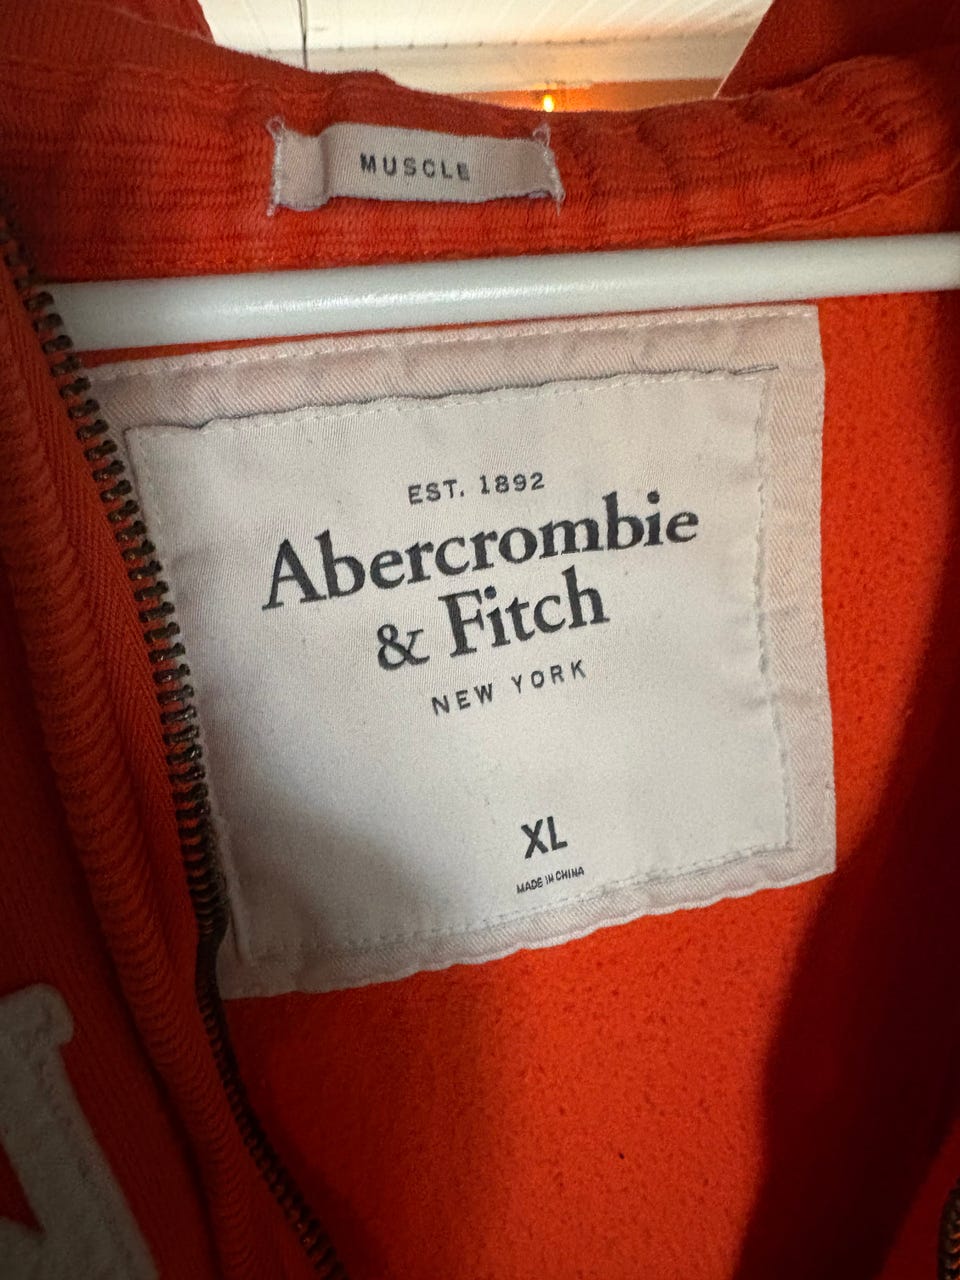 MUSCLE
EST. 1892
Abercrombie
& Fitch
NEW YORK
XL
MADE IN CHINA